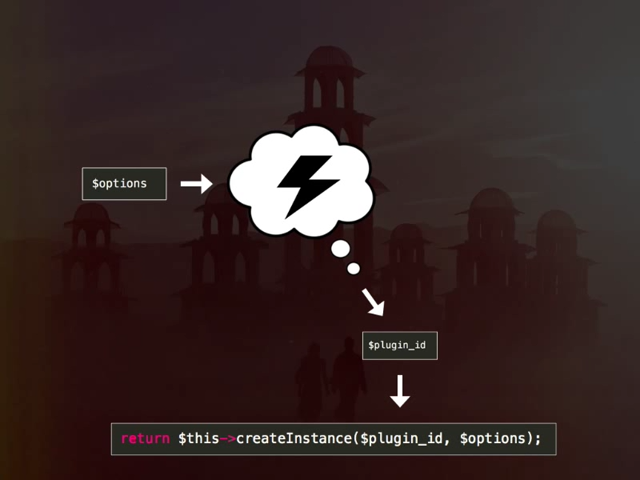 $options
$plugin_id
return $this->createInstance($plugin_id, $options);